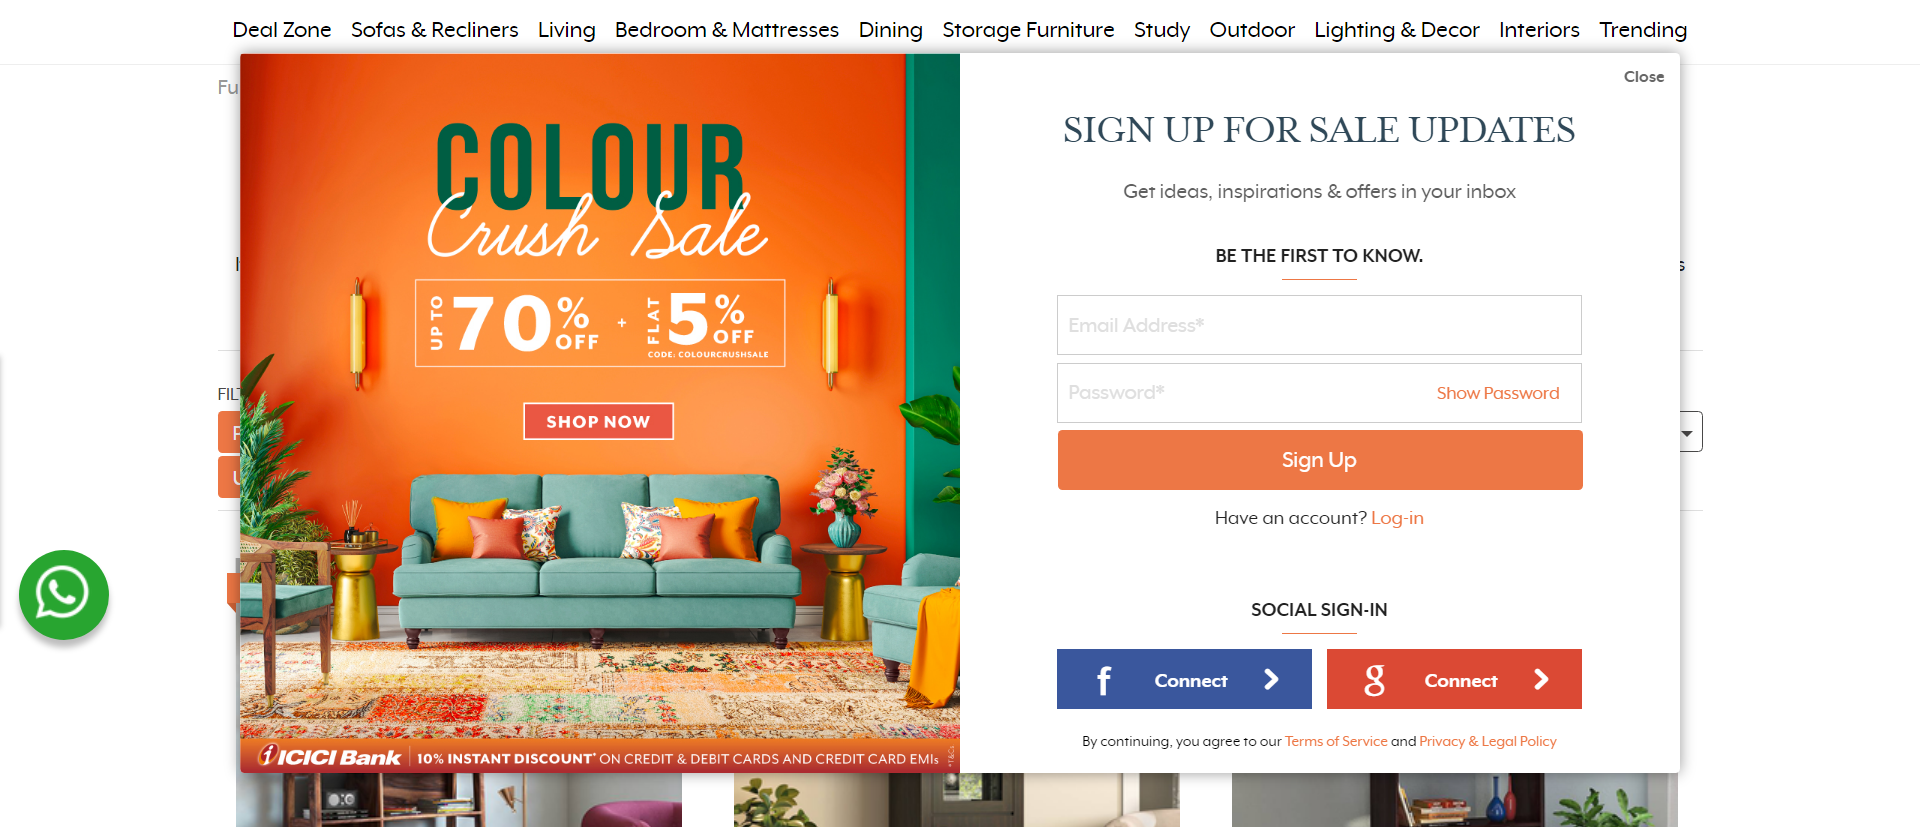 Deal Zone Sofas & Recliners Living Bedroom & Mattresses Dining Storage Furniture Study Outdoor Lighting & Decor Interiors Trending
Close
COLOUR
Crush Sale
UP TO 70% OFF + FLAT 5% OFF
CODE: COLOURCRUSHSALE
SHOP NOW
ICICI Bank 10% INSTANT DISCOUNT* ON CREDIT & DEBIT CARDS AND CREDIT CARD EMIs *T&Cs
SIGN UP FOR SALE UPDATES
Get ideas, inspirations & offers in your inbox
BE THE FIRST TO KNOW.
Email Address*
Password* Show Password
Sign Up
Have an account? Log-in
SOCIAL SIGN-IN
f Connect g Connect
By continuing, you agree to our Terms of Service and Privacy & Legal Policy